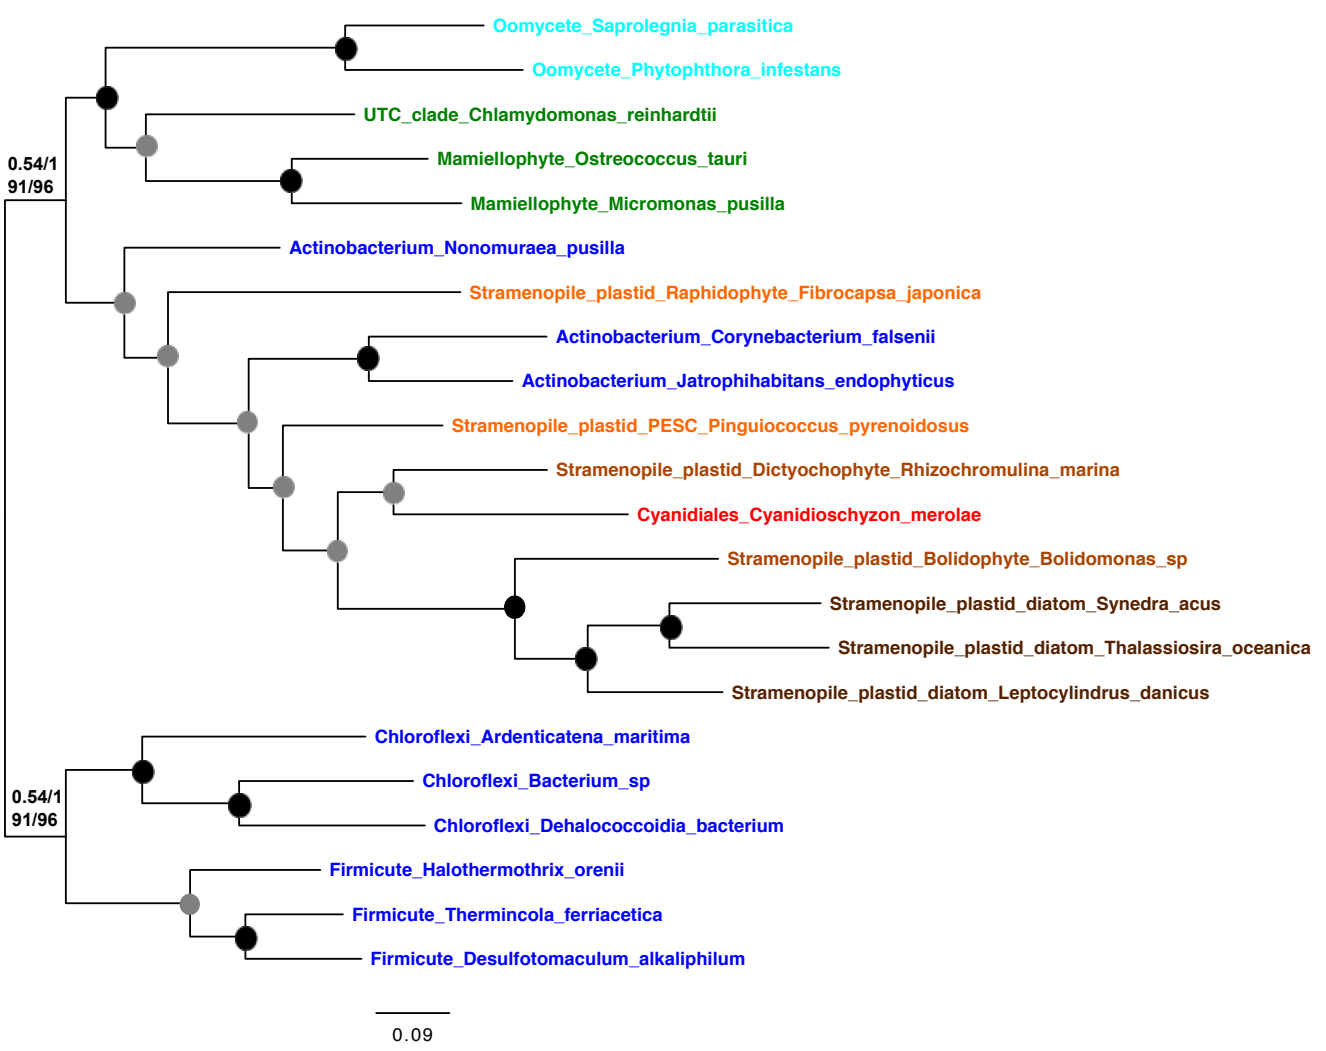 Oomycete_Saprolegnia_parasitica
Oomycete_Phytophthora_infestans
UTC_clade_Chlamydomonas_reinhardtii
0.54/1
91/96
Mamiellophyte_Ostreococcus_tauri
Mamiellophyte_Micromonas_pusilla
Actinobacterium_Nonomuraea_pusilla
Stramenopile_plastid_Raphidophyte_Fibrocapsa_japonica
Actinobacterium_Corynebacterium_falsenii
Actinobacterium_Jatrophihabitans_endophyticus
Stramenopile_plastid_PESC_Pinguiococcus_pyrenoidosus
Stramenopile_plastid_Dictyochophyte_Rhizochromulina_marina
Cyanidiales_Cyanidioschyzon_merolae
Stramenopile_plastid_Bolidophyte_Bolidomonas_sp
Stramenopile_plastid_diatom_Synedra_acus
Stramenopile_plastid_diatom_Thalassiosira_oceanica
Stramenopile_plastid_diatom_Leptocylindrus_danicus
Chloroflexi_Ardenticatena_maritima
Chloroflexi_Bacterium_sp
0.54/1
91/96
Chloroflexi_Dehalococcoidia_bacterium
Firmicute_Halothermothrix_orenii
Firmicute_Thermincola_ferriacetica
Firmicute_Desulfotomaculum_alkaliphilum
0.09